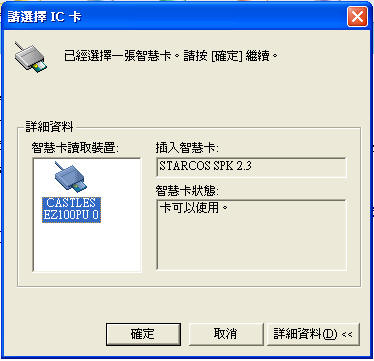 請選擇 IC 卡
已經選擇一張智慧卡。請按 [確定] 繼續。
詳細資料
智慧卡讀取裝置:
插入智慧卡:
CASTLES
EZ100PU 0
STARCOS SPK 2.3
智慧卡狀態:
卡可以使用。
確定
取消
詳細資料(D) <<